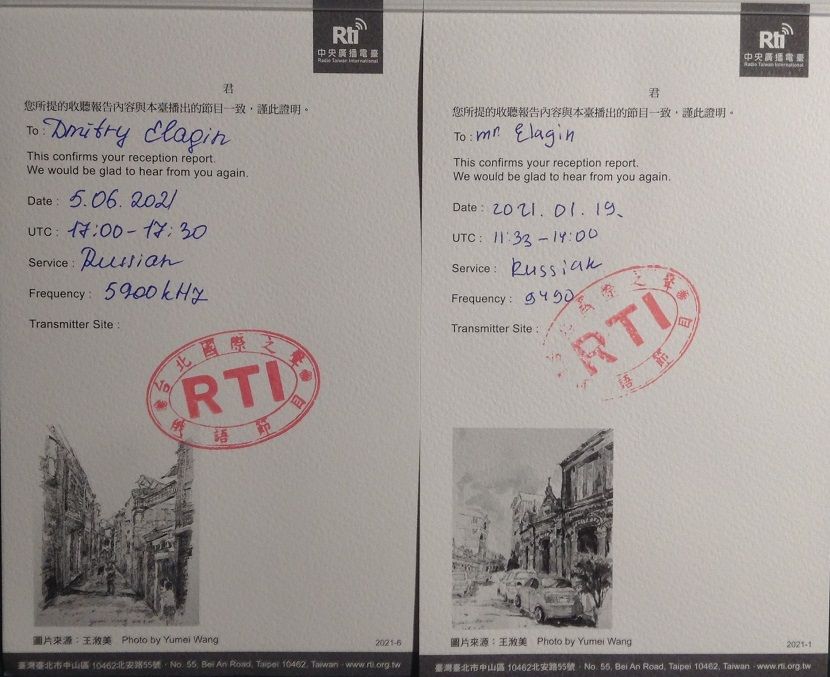 Rti
中央廣播電臺
Radio Taiwan International
君
您所提的收聽報告內容與本臺播出的節目一致，謹此證明。
To : Dmitry Elagin
This confirms your reception report.
We would be glad to hear from you again.
Date : 5.06.2021
UTC : 17:00-17:30
Service : Russian
Frequency : 5900 kHz
Transmitter Site :
台北國際之聲
RTI
俄語節目
圖片來源：王漵美 Photo by Yumei Wang
2021-6
臺灣臺北市中山區 10462北安路55號・No. 55, Bei An Road, Taipei 10462, Taiwan・www.rti.org.tw
Rti
中央廣播電臺
Radio Taiwan International
君
您所提的收聽報告內容與本臺播出的節目一致，謹此證明。
To : mr. Elagin
This confirms your reception report.
We would be glad to hear from you again.
Date : 2021.01.19.
UTC : 11:33-14:00
Service : Russian
Frequency : 9490
Transmitter Site :
北國際之聲
RTI
語節目
圖片來源：王漵美 Photo by Yumei Wang
2021-1
臺灣臺北市中山區 10462北安路55號・No. 55, Bei An Road, Taipei 10462, Taiwan・www.rti.org.tw